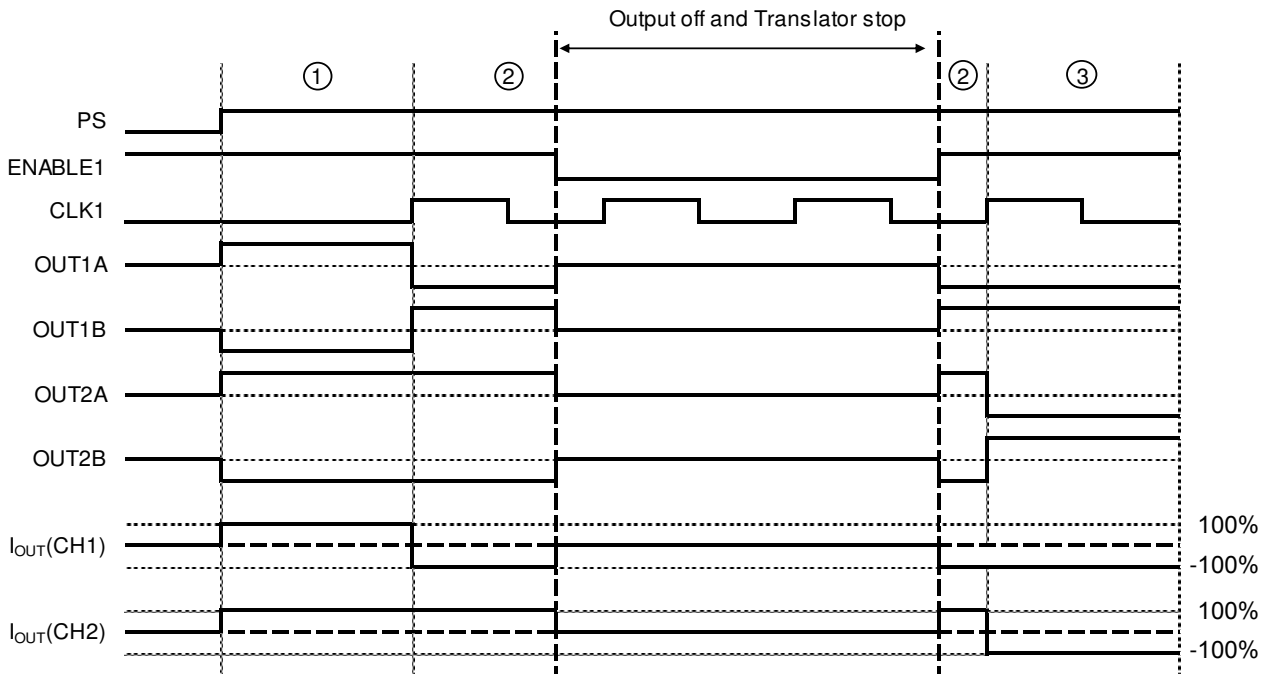 Output off and Translator stop
① ② ② ③
PS
ENABLE1
CLK1
OUT1A
OUT1B
OUT2A
OUT2B
100%
IOUT(CH1)
-100%
100%
IOUT(CH2)
-100%